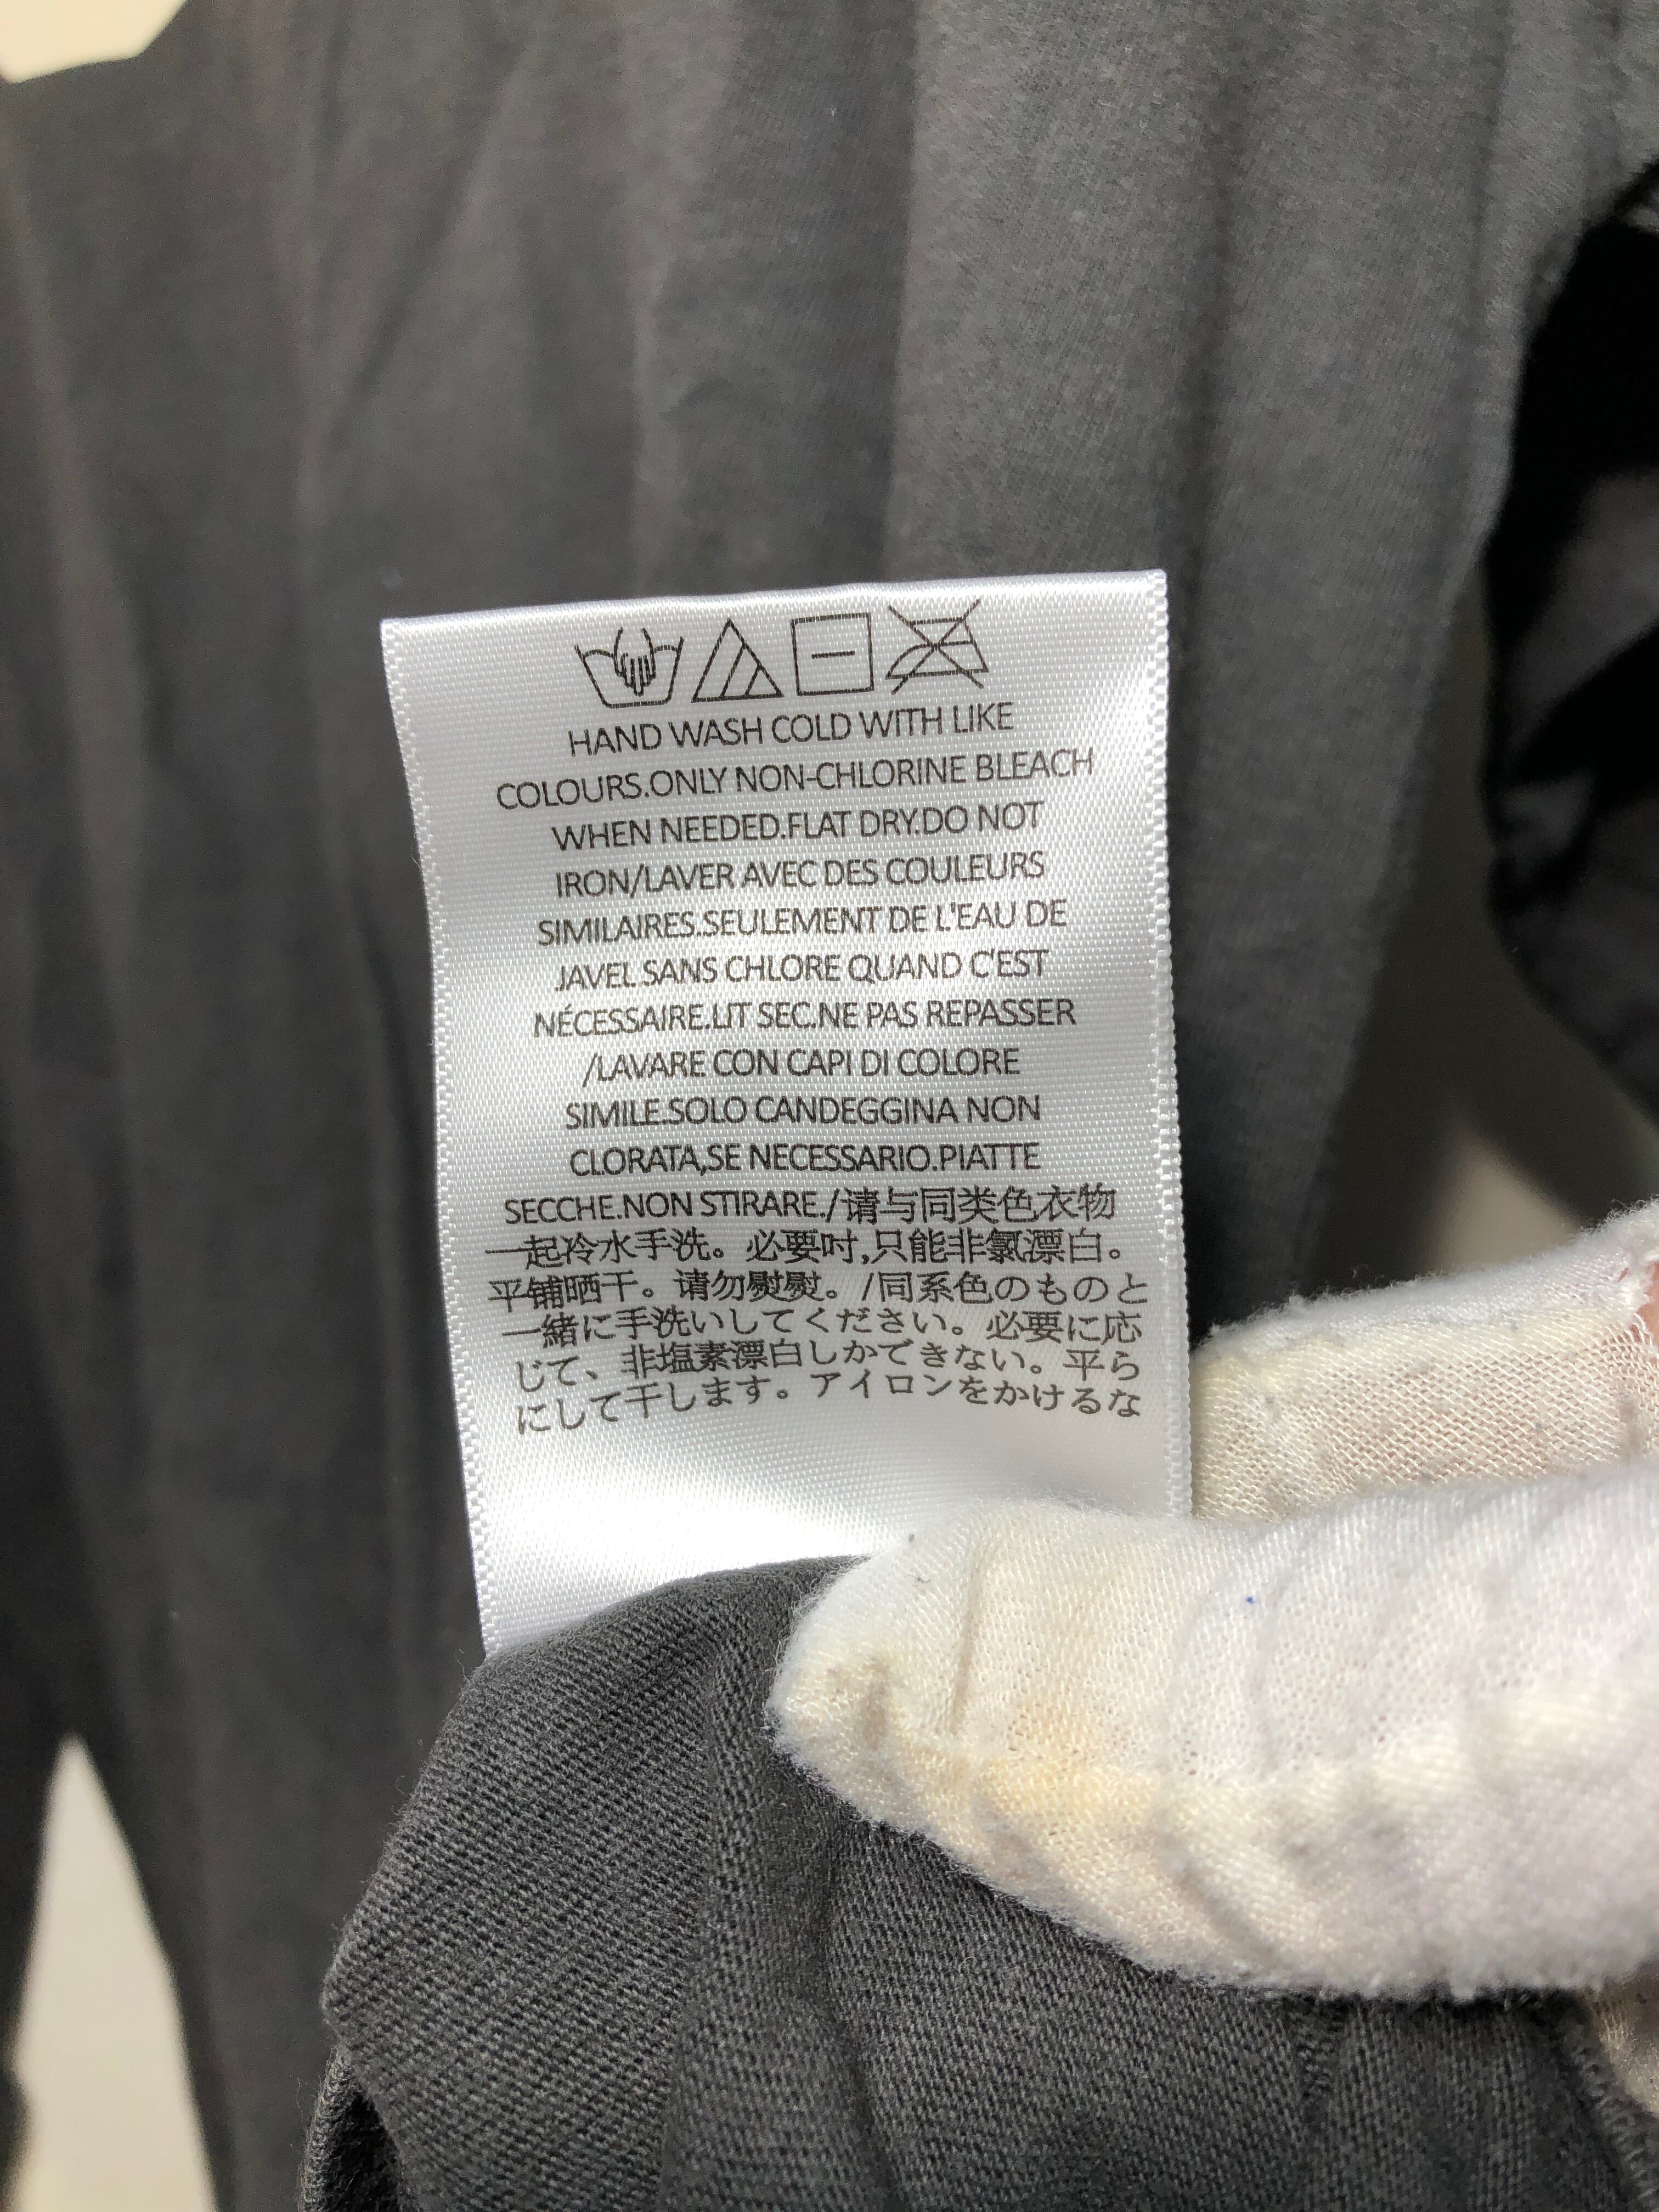 HAND WASH COLD WITH LIKE
COLOURS.ONLY NON-CHLORINE BLEACH
WHEN NEEDED.FLAT DRY.DO NOT
IRON/LAVER AVEC DES COULEURS
SIMILAIRES.SEULEMENT DE L'EAU DE
JAVEL SANS CHLORE QUAND C'EST
NÉCESSAIRE.LIT SEC.NE PAS REPASSER
/LAVARE CON CAPI DI COLORE
SIMILE.SOLO CANDEGGINA NON
CLORATA,SE NECESSARIO.PIATTE
SECCHE.NON STIRARE./请与同类色衣物
一起冷水手洗。必要吋,只能非氯漂白。
平铺晒干。请勿熨熨。/同系色のものと
一緒に手洗いしてください。必要に応
じて、非塩素漂白しかできない。平ら
にして干します。アイロンをかけるな